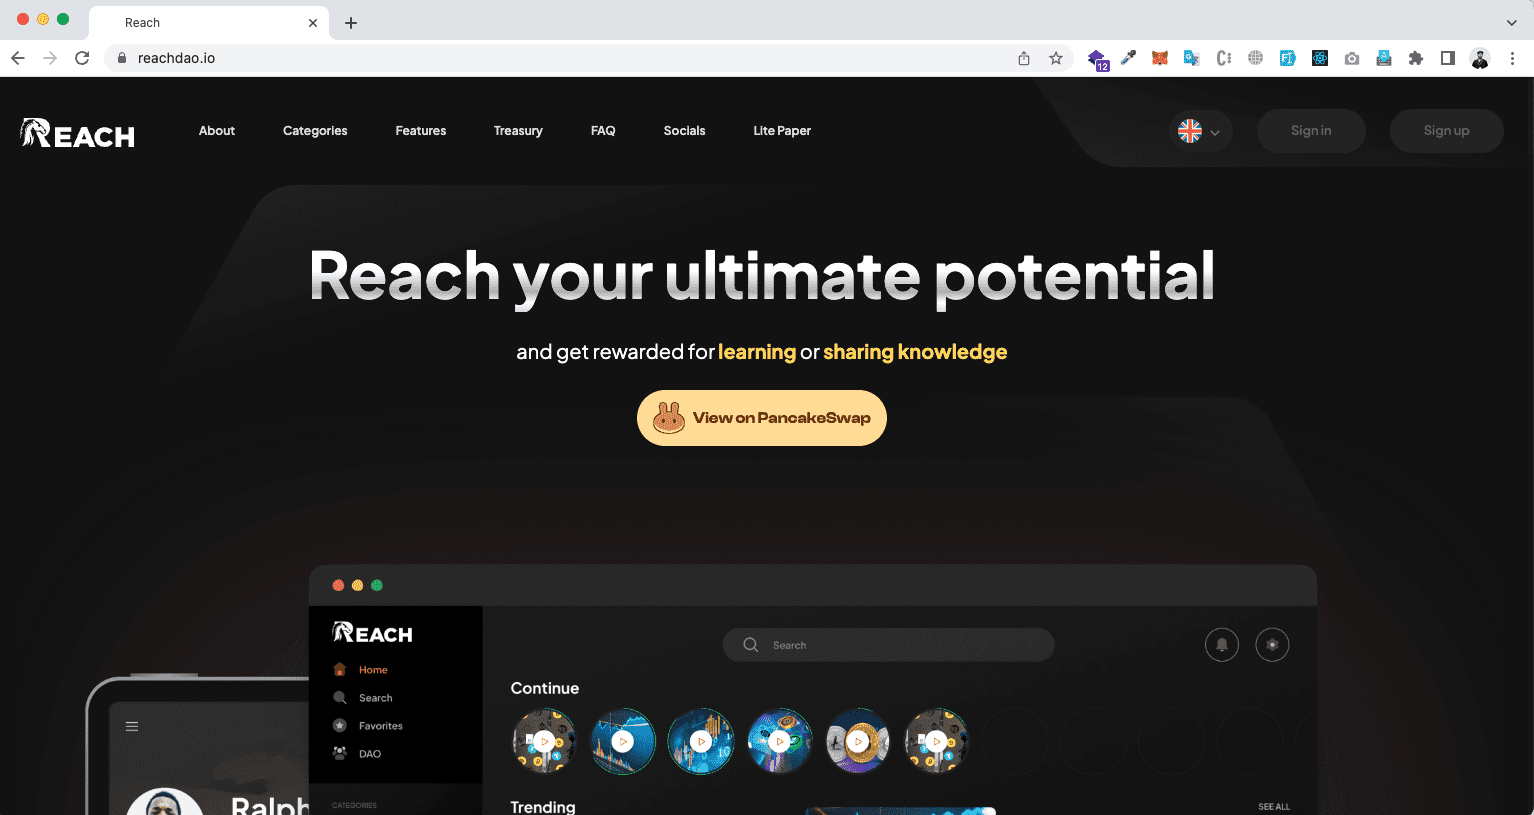 Reach
reachdao.io
12
REACH
About
Categories
Features
Treasury
FAQ
Socials
Lite Paper
Sign in
Sign up
Reach your ultimate potential
and get rewarded for learning or sharing knowledge
View on PancakeSwap
REACH
Search
Home
Search
Favorites
DAO
CATEGORIES
Continue
Trending
SEE ALL
Ralph